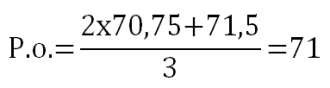 P.o.= 2x70,75+71,5 / 3 =71